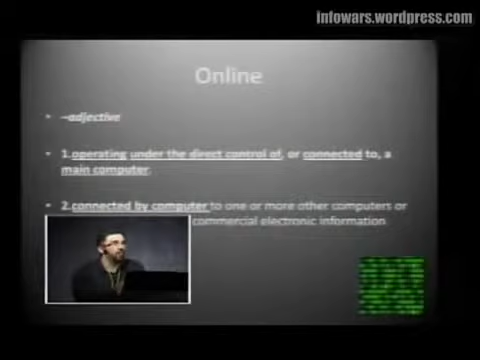 infowars.wordpress.com
Online
• –adjective
• 1.operating under the direct control of, or connected to, a
main computer.
• 2.connected by computer to one or more other computers or
commercial electronic information